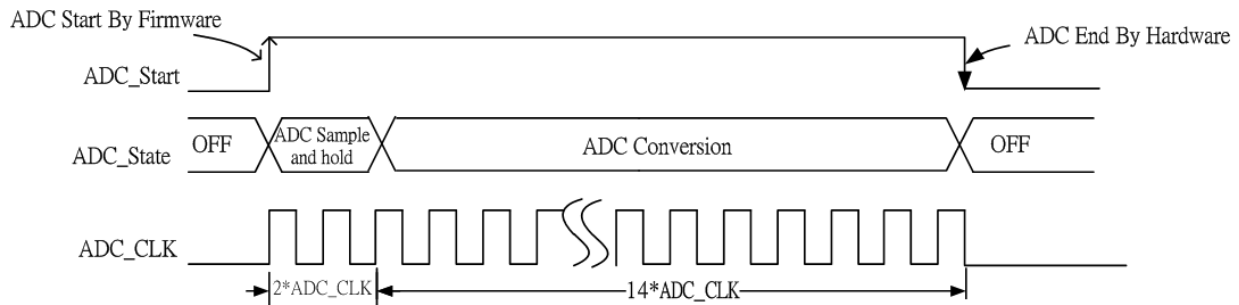 ADC Start By Firmware
ADC End By Hardware
ADC_Start
ADC_State
OFF
ADC Sample
and hold
ADC Conversion
OFF
ADC_CLK
2*ADC_CLK
14*ADC_CLK